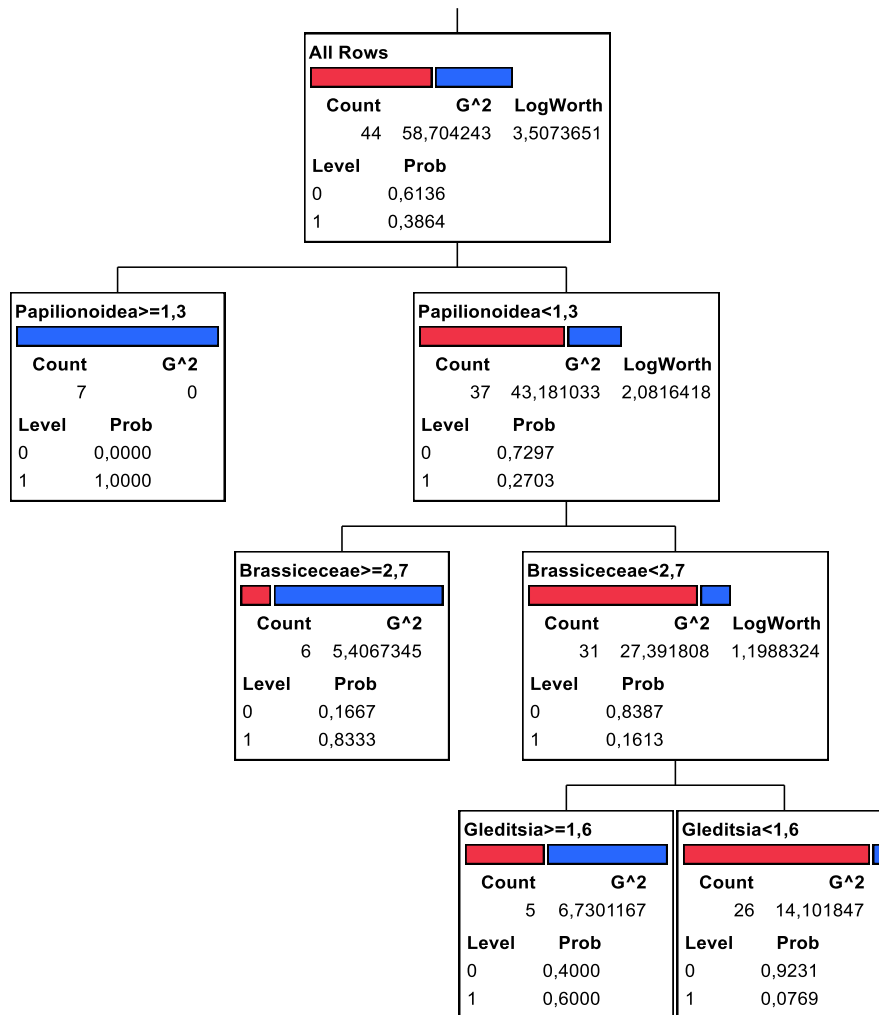 All Rows
Count G^2 LogWorth
44 58,704243 3,5073651
Level Prob
0 0,6136
1 0,3864
Papilionoidea>=1,3
Count G^2
7 0
Level Prob
0 0,0000
1 1,0000
Papilionoidea<1,3
Count G^2 LogWorth
37 43,181033 2,0816418
Level Prob
0 0,7297
1 0,2703
Brassiceceae>=2,7
Count G^2
6 5,4067345
Level Prob
0 0,1667
1 0,8333
Brassiceceae<2,7
Count G^2 LogWorth
31 27,391808 1,1988324
Level Prob
0 0,8387
1 0,1613
Gleditsia>=1,6
Count G^2
5 6,7301167
Level Prob
0 0,4000
1 0,6000
Gleditsia<1,6
Count G^2
26 14,101847
Level Prob
0 0,9231
1 0,0769